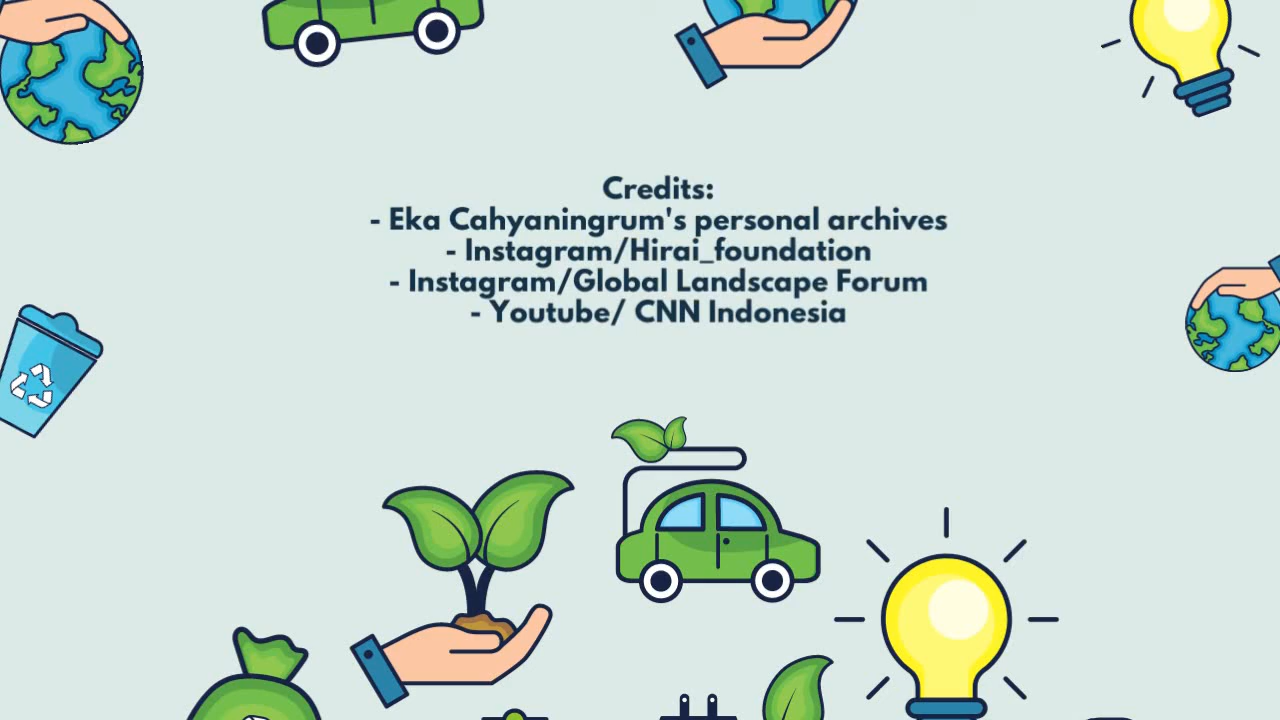 Credits:
- Eka Cahyaningrum's personal archives
- Instagram/Hirai_foundation
- Instagram/Global Landscape Forum
- Youtube/ CNN Indonesia